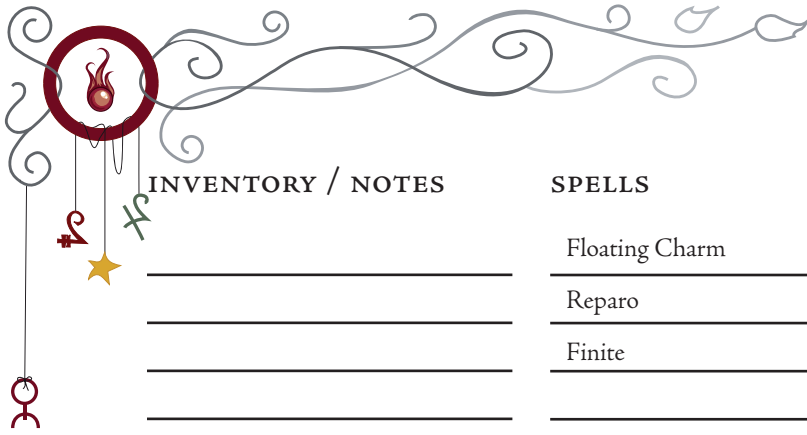 INVENTORY / NOTES
SPELLS
Floating Charm
Reparo
Finite